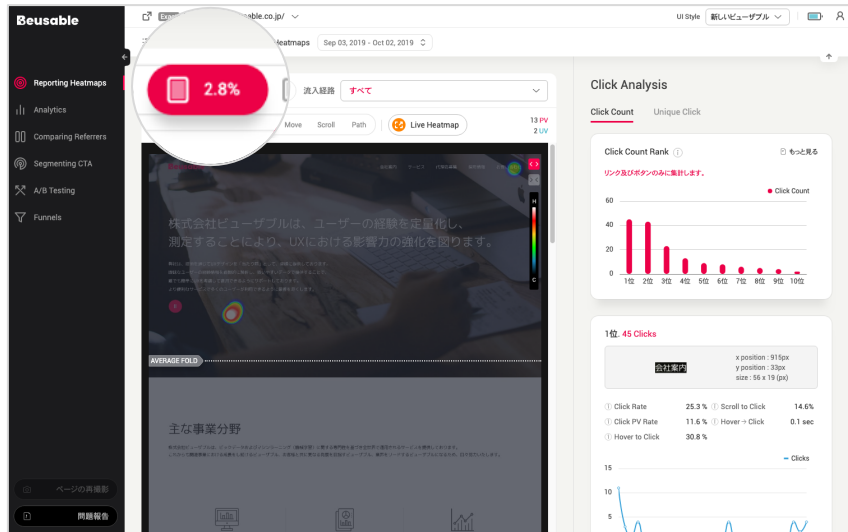 Beusable
able.co.jp/
UI Style
新しいビューザブル
eatmaps
Sep 03, 2019 - Oct 02, 2019
2.8%
流入経路
すべて
Move
Scroll
Path
Live Heatmap
13 PV
2 UV
Reporting Heatmaps
Analytics
Comparing Referrers
Segmenting CTA
A/B Testing
Funnels
ページの再撮影
問題報告
株式会社ビューザブルは、ユーザーの経験を定量化し、
測定することにより、UXにおける影響力の強化を図ります。
H
C
AVERAGE FOLD
主な事業分野
Click Analysis
Click Count
Unique Click
Click Count Rank
もっと見る
リンク及びボタンのみに集計します。
Click Count
60
40
20
0
1位 2位 3位 4位 5位 6位 7位 8位 9位 10位
1位. 45 Clicks
会社案内
x position : 915px
y position : 33px
size : 56 x 19 (px)
Click Rate 25.3 %
Scroll to Click 14.6%
Click PV Rate 11.6 %
Hover → Click 0.1 sec
Hover to Click 30.8 %
Clicks
15
10
5